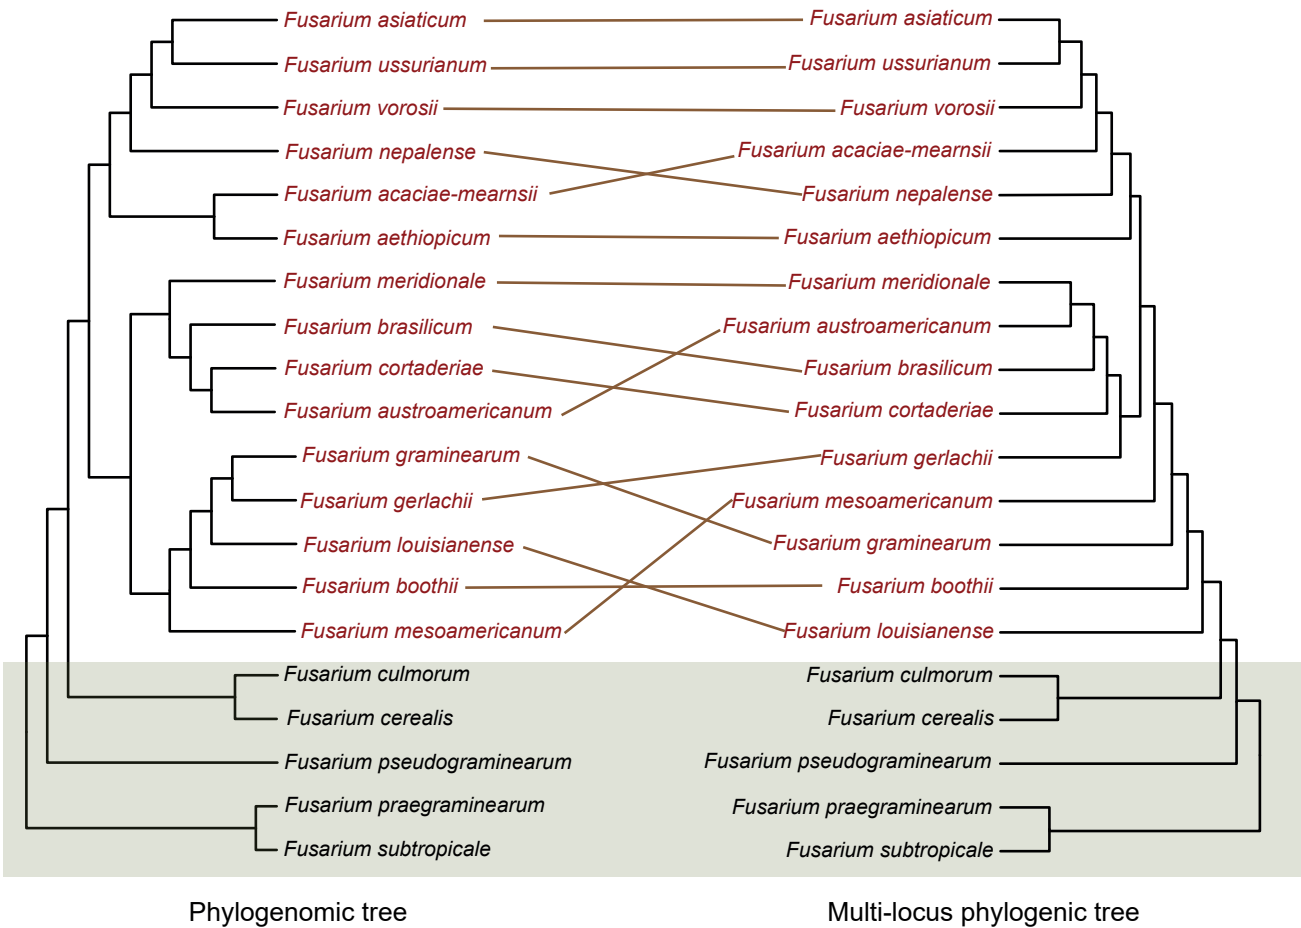 Fusarium asiaticum Fusarium asiaticum
Fusarium ussurianum Fusarium ussurianum
Fusarium vorosii Fusarium vorosii
Fusarium nepalense Fusarium acaciae-mearnsii
Fusarium acaciae-mearnsii Fusarium nepalense
Fusarium aethiopicum Fusarium aethiopicum
Fusarium meridionale Fusarium meridionale
Fusarium brasilicum Fusarium austroamericanum
Fusarium cortaderiae Fusarium brasilicum
Fusarium austroamericanum Fusarium cortaderiae
Fusarium graminearum Fusarium gerlachii
Fusarium gerlachii Fusarium mesoamericanum
Fusarium louisianense Fusarium graminearum
Fusarium boothii Fusarium boothii
Fusarium mesoamericanum Fusarium louisianense
Fusarium culmorum Fusarium culmorum
Fusarium cerealis Fusarium cerealis
Fusarium pseudograminearum Fusarium pseudograminearum
Fusarium praegraminearum Fusarium praegraminearum
Fusarium subtropicale Fusarium subtropicale
Phylogenomic tree Multi-locus phylogenic tree